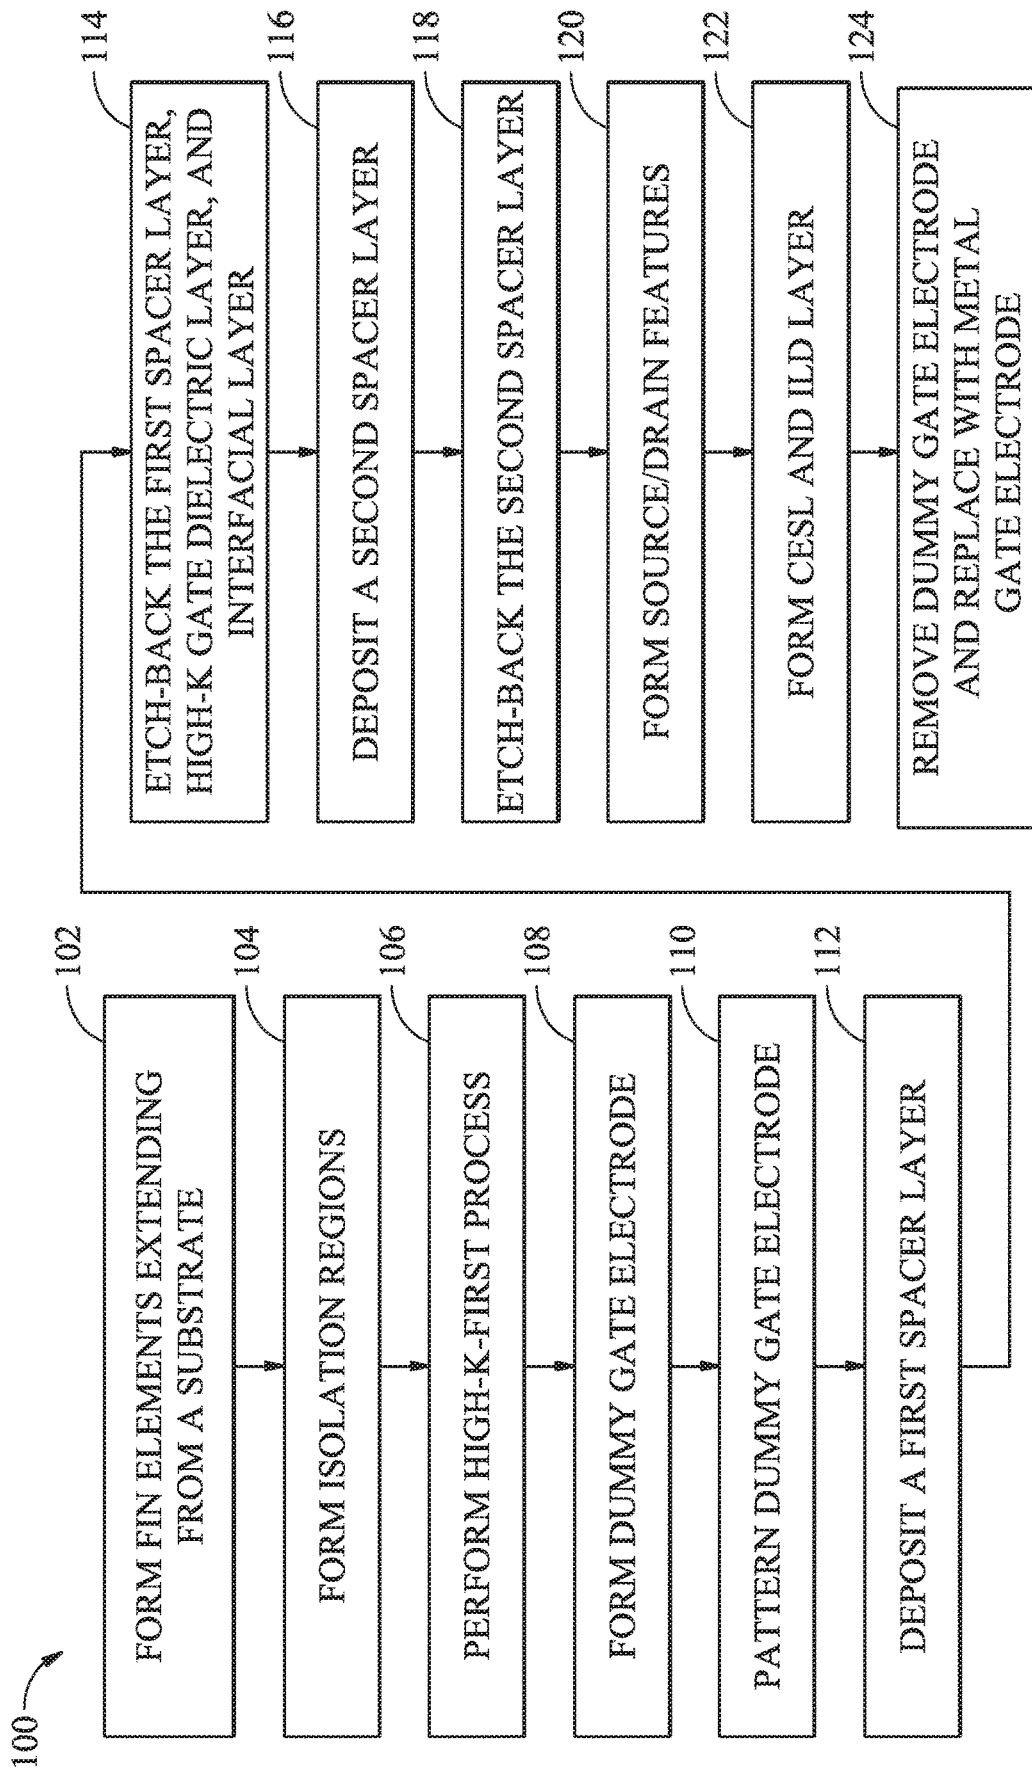 100
102
FORM FIN ELEMENTS EXTENDING
FROM A SUBSTRATE
104
FORM ISOLATION REGIONS
106
PERFORM HIGH-K-FIRST PROCESS
108
FORM DUMMY GATE ELECTRODE
110
PATTERN DUMMY GATE ELECTRODE
112
DEPOSIT A FIRST SPACER LAYER
114
ETCH-BACK THE FIRST SPACER LAYER,
HIGH-K GATE DIELECTRIC LAYER, AND
INTERFACIAL LAYER
116
DEPOSIT A SECOND SPACER LAYER
118
ETCH-BACK THE SECOND SPACER LAYER
120
FORM SOURCE/DRAIN FEATURES
122
FORM CESL AND ILD LAYER
124
REMOVE DUMMY GATE ELECTRODE
AND REPLACE WITH METAL
GATE ELECTRODE